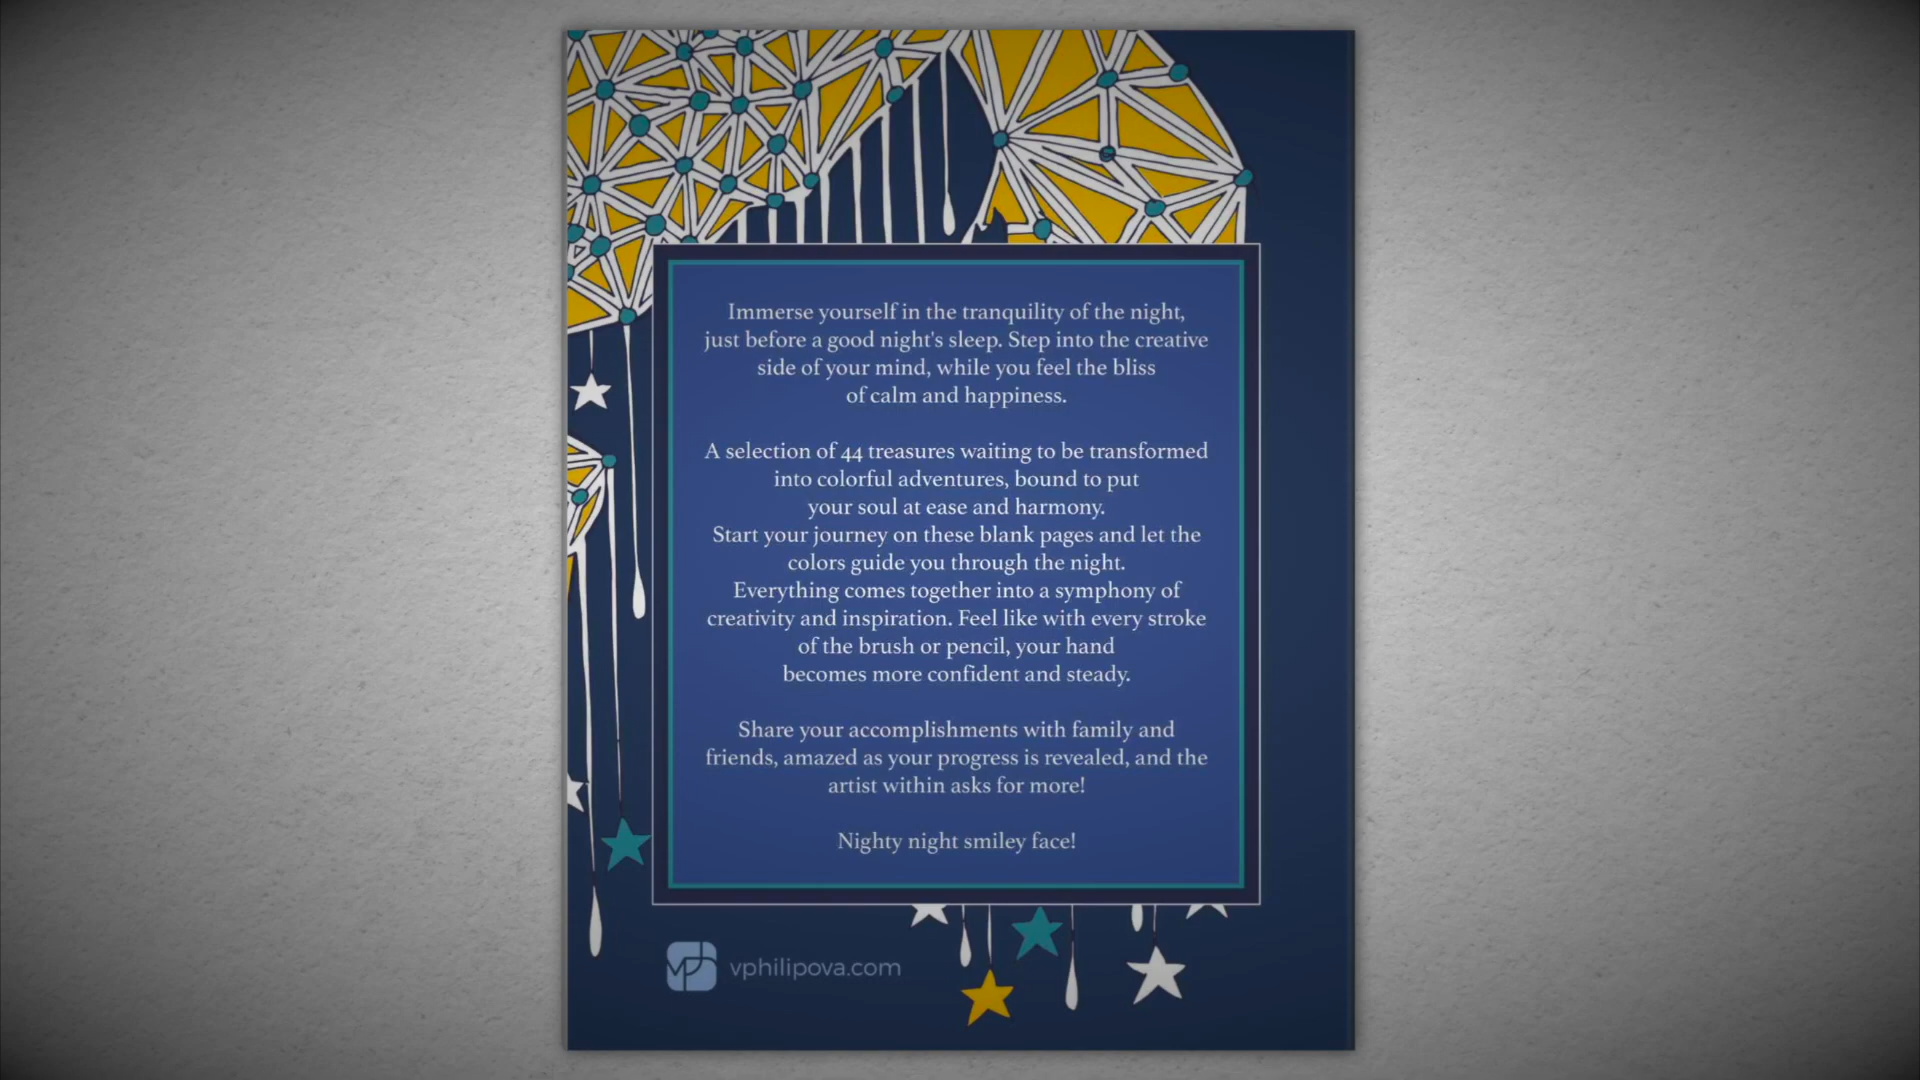 Immerse yourself in the tranquility of the night,
just before a good night's sleep. Step into the creative
side of your mind, while you feel the bliss
of calm and happiness.
A selection of 44 treasures waiting to be transformed
into colorful adventures, bound to put
your soul at ease and harmony.
Start your journey on these blank pages and let the
colors guide you through the night.
Everything comes together into a symphony of
creativity and inspiration. Feel like with every stroke
of the brush or pencil, your hand
becomes more confident and steady.
Share your accomplishments with family and
friends, amazed as your progress is revealed, and the
artist within asks for more!
Nighty night smiley face!
vphilipova.com